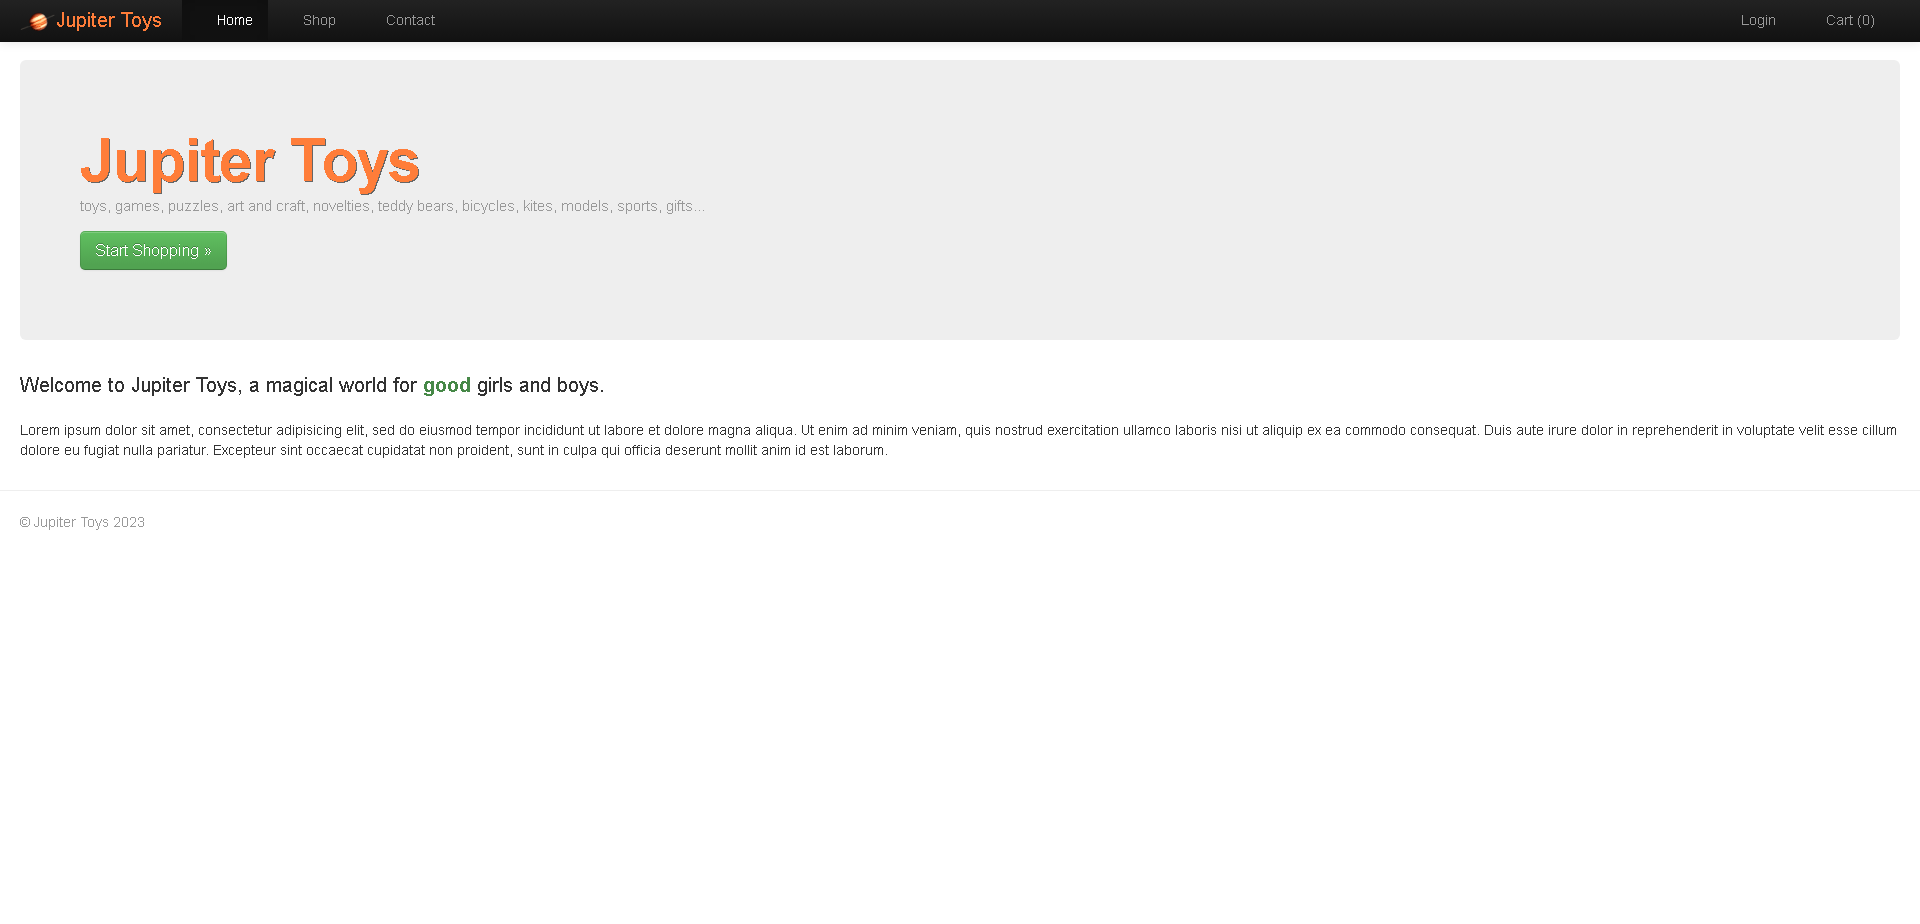 Jupiter Toys
Home
Shop
Contact
Login
Cart (0)
Jupiter Toys
toys, games, puzzles, art and craft, novelties, teddy bears, bicycles, kites, models, sports, gifts...
Start Shopping »
Welcome to Jupiter Toys, a magical world for good girls and boys.
Lorem ipsum dolor sit amet, consectetur adipisicing elit, sed do eiusmod tempor incididunt ut labore et dolore magna aliqua. Ut enim ad minim veniam, quis nostrud exercitation ullamco laboris nisi ut aliquip ex ea commodo consequat. Duis aute irure dolor in reprehenderit in voluptate velit esse cillum
dolore eu fugiat nulla pariatur. Excepteur sint occaecat cupidatat non proident, sunt in culpa qui officia deserunt mollit anim id est laborum.
© Jupiter Toys 2023